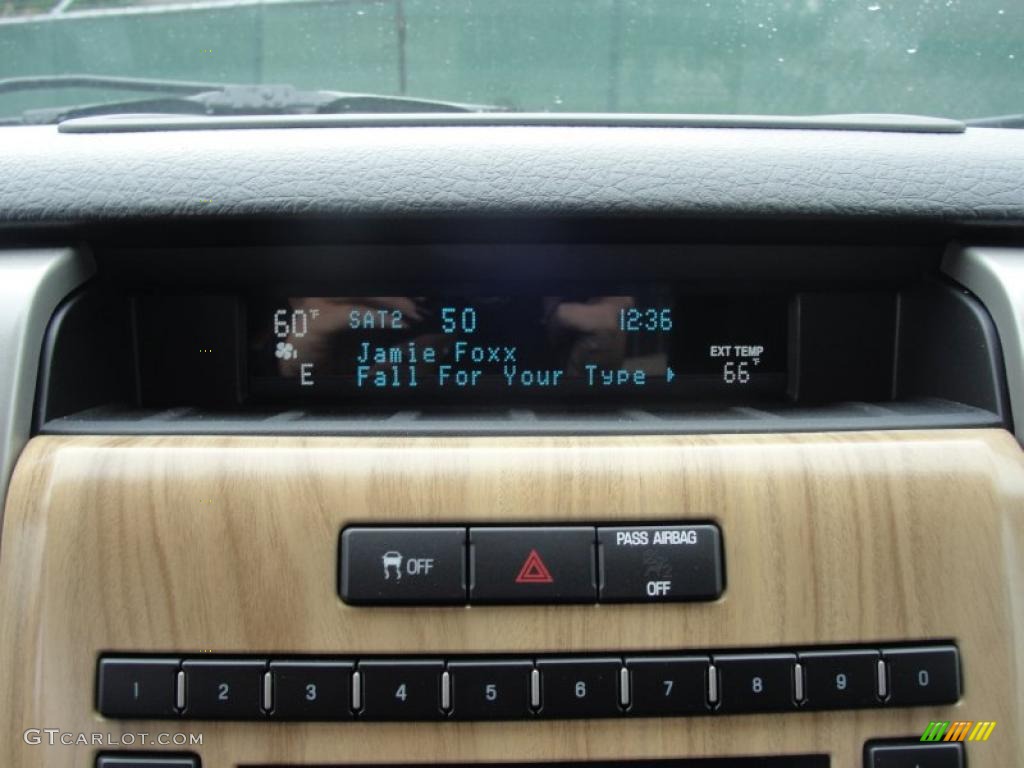 60°F SAT2 50 12:36
Jamie Foxx
EXT TEMP
E Fall For Your Type 66°F
OFF
PASS AIRBAG
OFF
1 2 3 4 5 6 7 8 9 0
GTCARLOT.COM